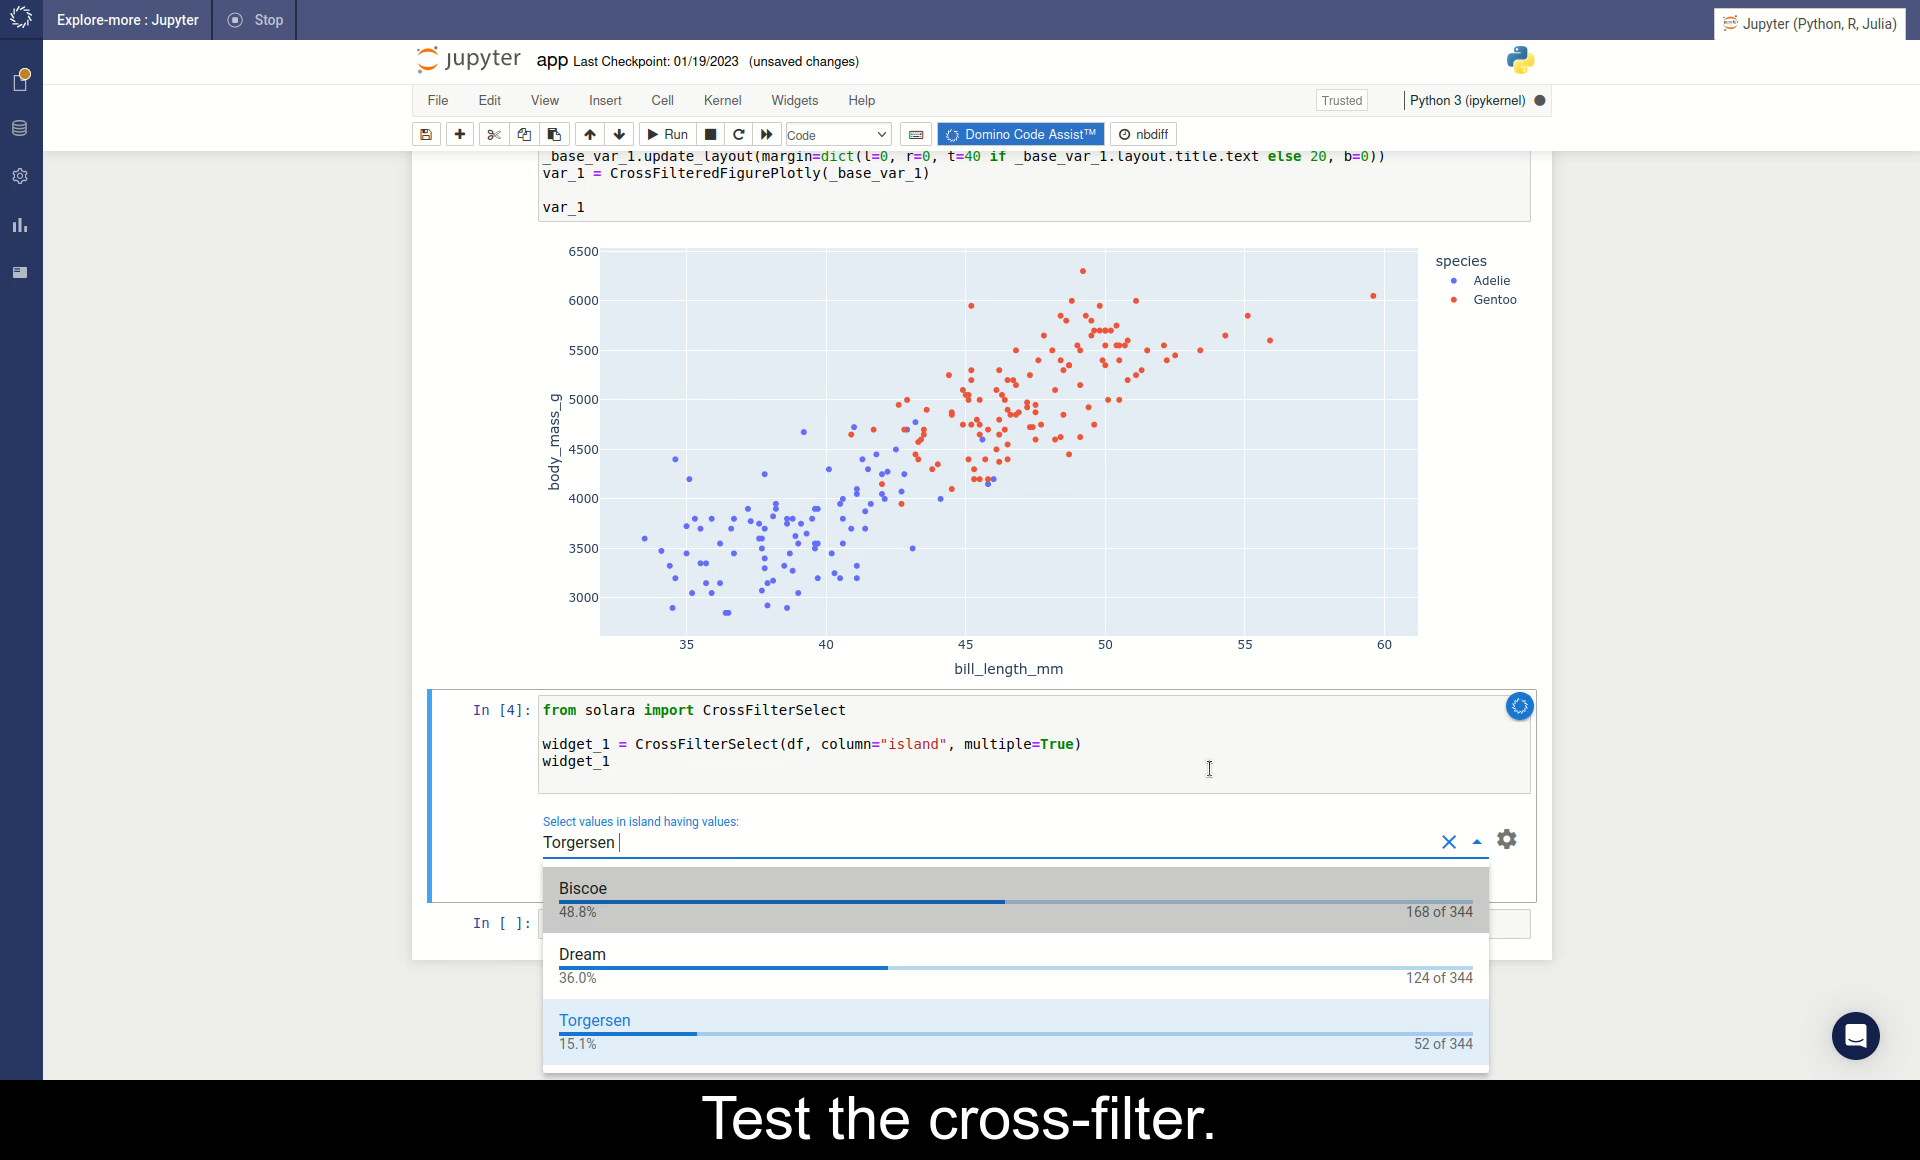 Explore-more : Jupyter
Stop
Jupyter (Python, R, Julia)
jupyter
app Last Checkpoint: 01/19/2023 (unsaved changes)
File Edit View Insert Cell Kernel Widgets Help
Trusted
Python 3 (ipykernel)
Run
Code
Domino Code Assist™
nbdiff
_base_var_1.update_layout(margin=dict(l=0, r=0, t=40 if _base_var_1.layout.title.text else 20, b=0))
var_1 = CrossFilteredFigurePlotly(_base_var_1)
var_1
6500
6000
5500
5000
4500
4000
3500
3000
body_mass_g
35 40 45 50 55 60
bill_length_mm
species
Adelie
Gentoo
In [4]:
from solara import CrossFilterSelect
widget_1 = CrossFilterSelect(df, column="island", multiple=True)
widget_1
Select values in island having values:
Torgersen
Biscoe
48.8% 168 of 344
Dream
36.0% 124 of 344
Torgersen
15.1% 52 of 344
In [ ]:
Test the cross-filter.